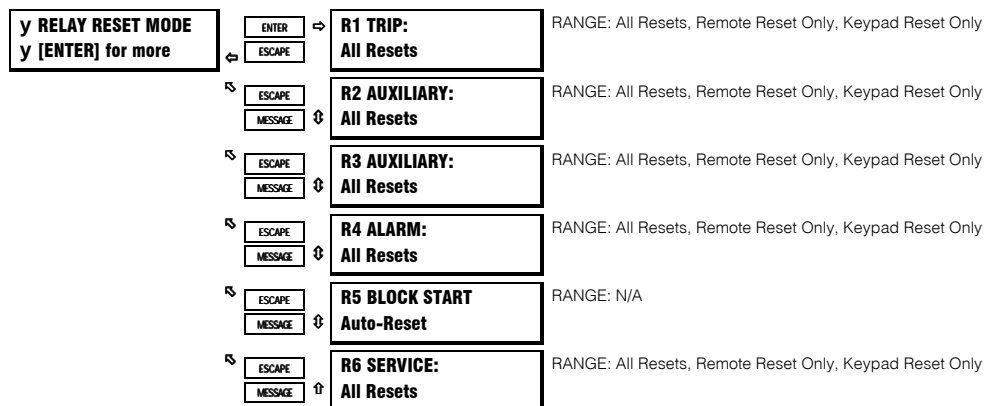 y RELAY RESET MODE
y [ENTER] for more
ENTER
ESCAPE
R1 TRIP:
All Resets
RANGE: All Resets, Remote Reset Only, Keypad Reset Only
ESCAPE
MESSAGE
R2 AUXILIARY:
All Resets
RANGE: All Resets, Remote Reset Only, Keypad Reset Only
ESCAPE
MESSAGE
R3 AUXILIARY:
All Resets
RANGE: All Resets, Remote Reset Only, Keypad Reset Only
ESCAPE
MESSAGE
R4 ALARM:
All Resets
RANGE: All Resets, Remote Reset Only, Keypad Reset Only
ESCAPE
MESSAGE
R5 BLOCK START
Auto-Reset
RANGE: N/A
ESCAPE
MESSAGE
R6 SERVICE:
All Resets
RANGE: All Resets, Remote Reset Only, Keypad Reset Only